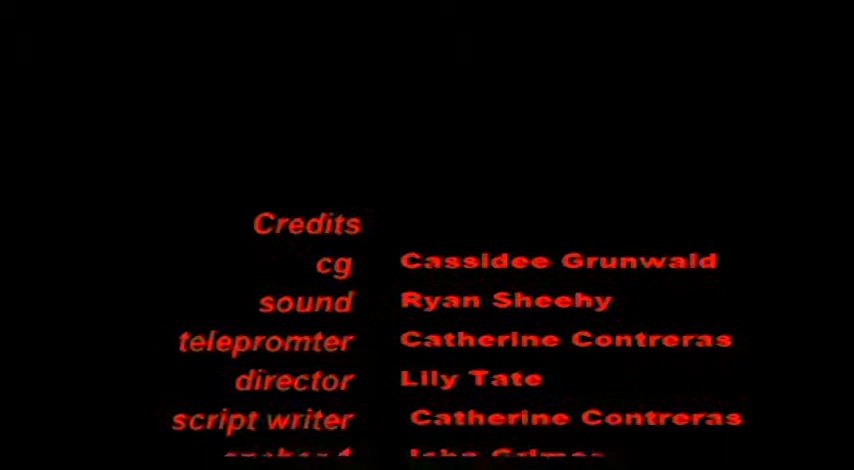 Credits
cg Cassidee Grunwald
sound Ryan Sheehy
telepromter Catherine Contreras
director Lily Tate
script writer Catherine Contreras